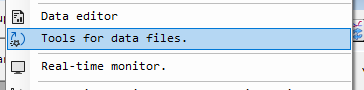 Data editor
Tools for data files.
Real-time monitor.